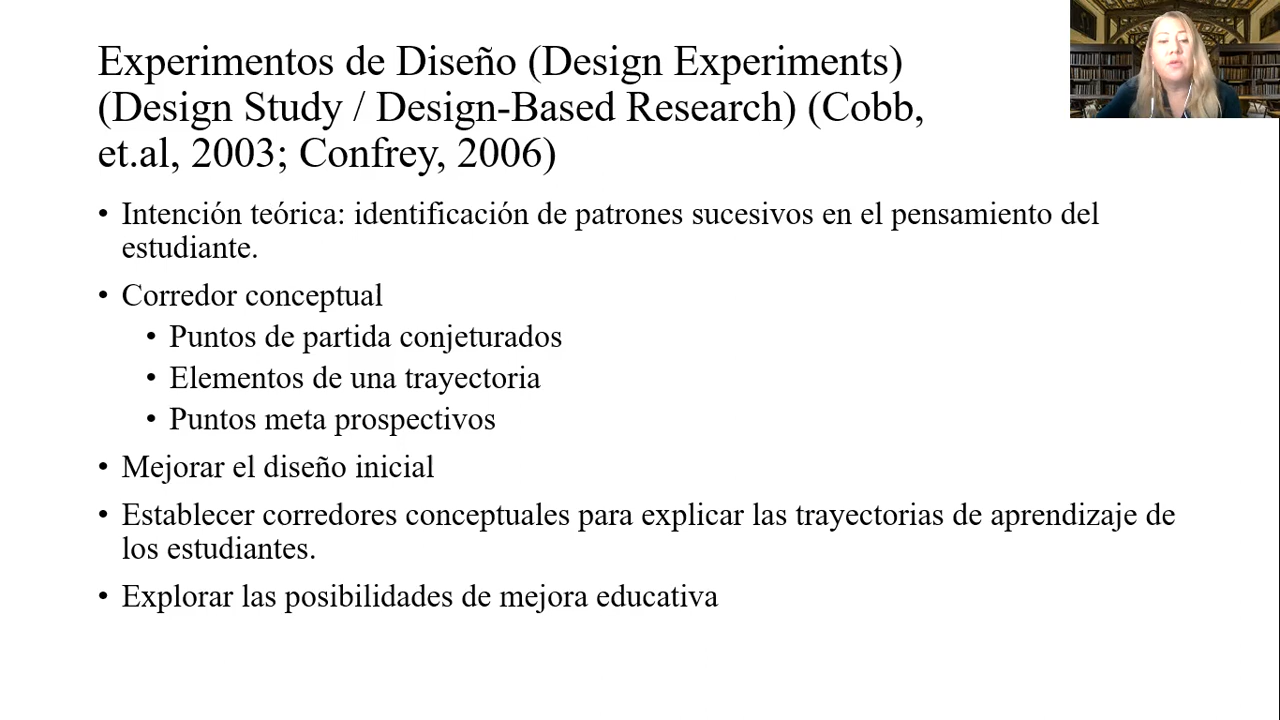 Experimentos de Diseño (Design Experiments)
(Design Study / Design-Based Research) (Cobb,
et.al, 2003; Confrey, 2006)
• Intención teórica: identificación de patrones sucesivos en el pensamiento del
estudiante.
• Corredor conceptual
• Puntos de partida conjeturados
• Elementos de una trayectoria
• Puntos meta prospectivos
• Mejorar el diseño inicial
• Establecer corredores conceptuales para explicar las trayectorias de aprendizaje de
los estudiantes.
• Explorar las posibilidades de mejora educativa